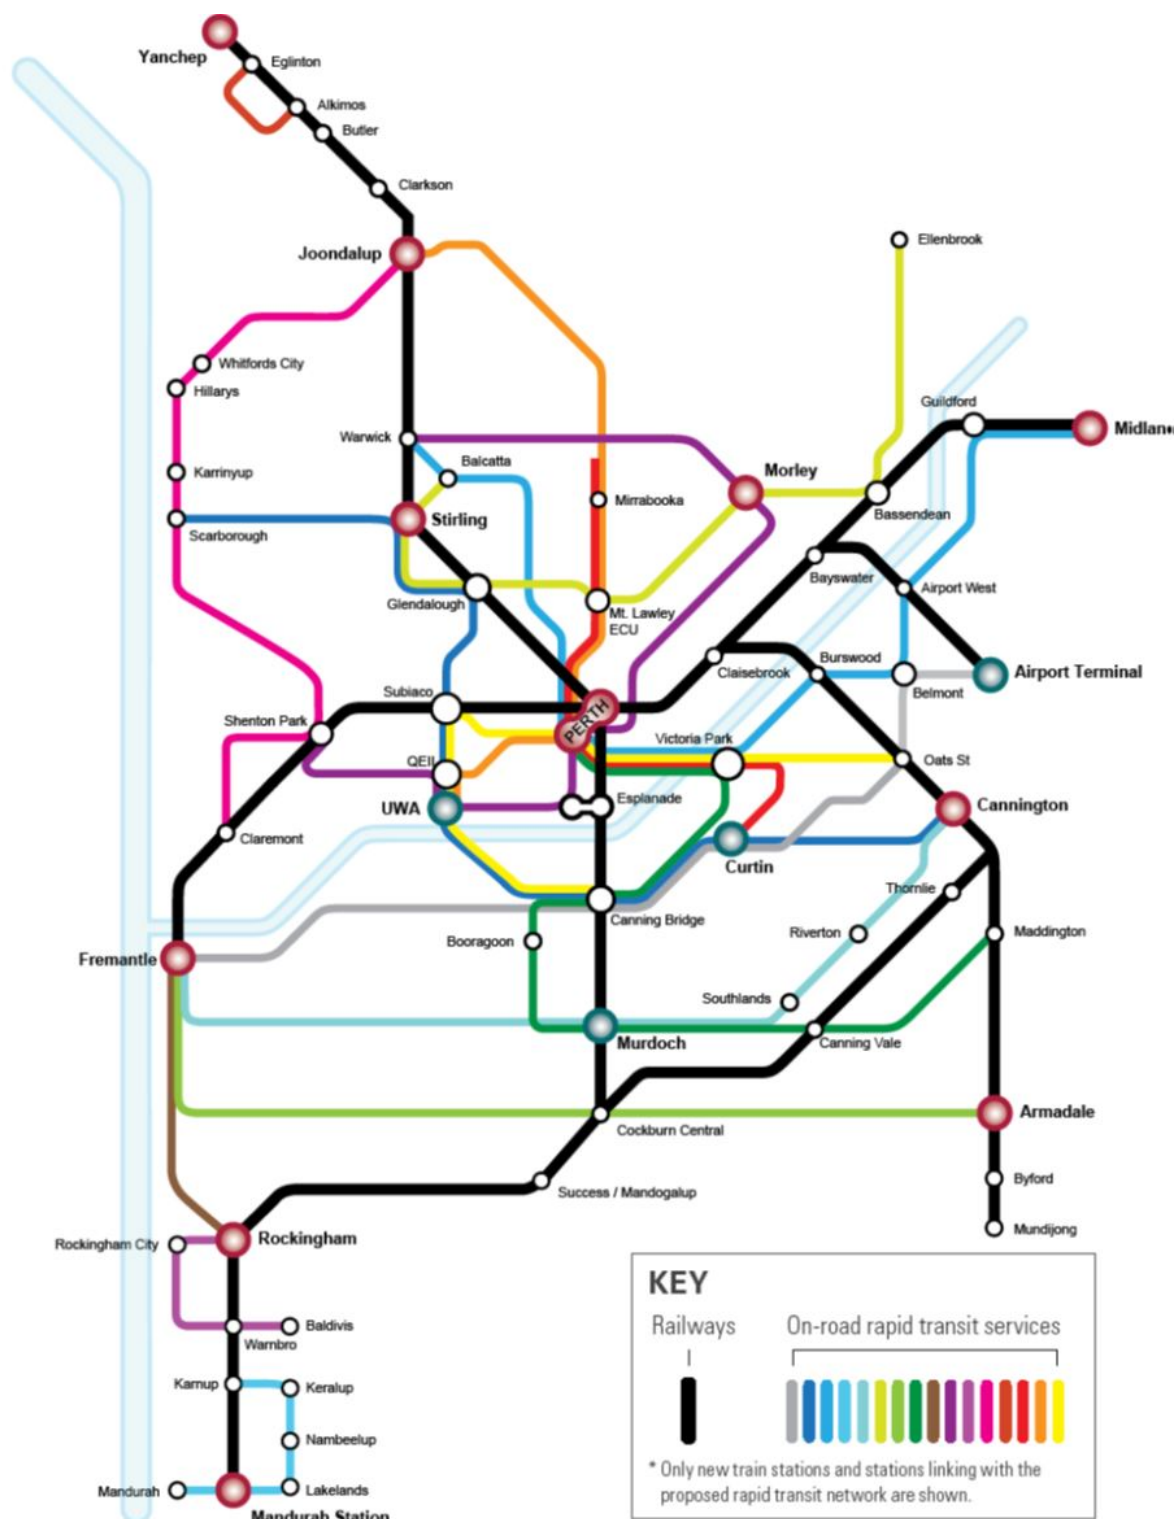 Yanchep
Eglinton
Alkimos
Butler
Clarkson
Joondalup
Ellenbrook
Whitfords City
Hillarys
Guildford
Midlan
Warwick
Balcatta
Morley
Karrinyup
Mirrabooka
Stirling
Bassendean
Scarborough
Bayswater
Airport West
Glendalough
Mt. Lawley
ECU
Claisebrook
Burswood
Airport Terminal
Subiaco
Belmont
Shenton Park
PERTH
Victoria Park
QEII
Oats St
UWA
Esplanade
Cannington
Claremont
Curtin
Thornlie
Canning Bridge
Booragoon
Riverton
Maddington
Fremantle
Southlands
Murdoch
Canning Vale
Armadale
Cockburn Central
Byford
Success / Mandogalup
Mundijong
Rockingham City
Rockingham
Baldivis
Warnbro
Karnup
Keralup
Nambeelup
Mandurah
Lakelands
Mandurah Station
KEY
Railways
On-road rapid transit services
* Only new train stations and stations linking with the
proposed rapid transit network are shown.